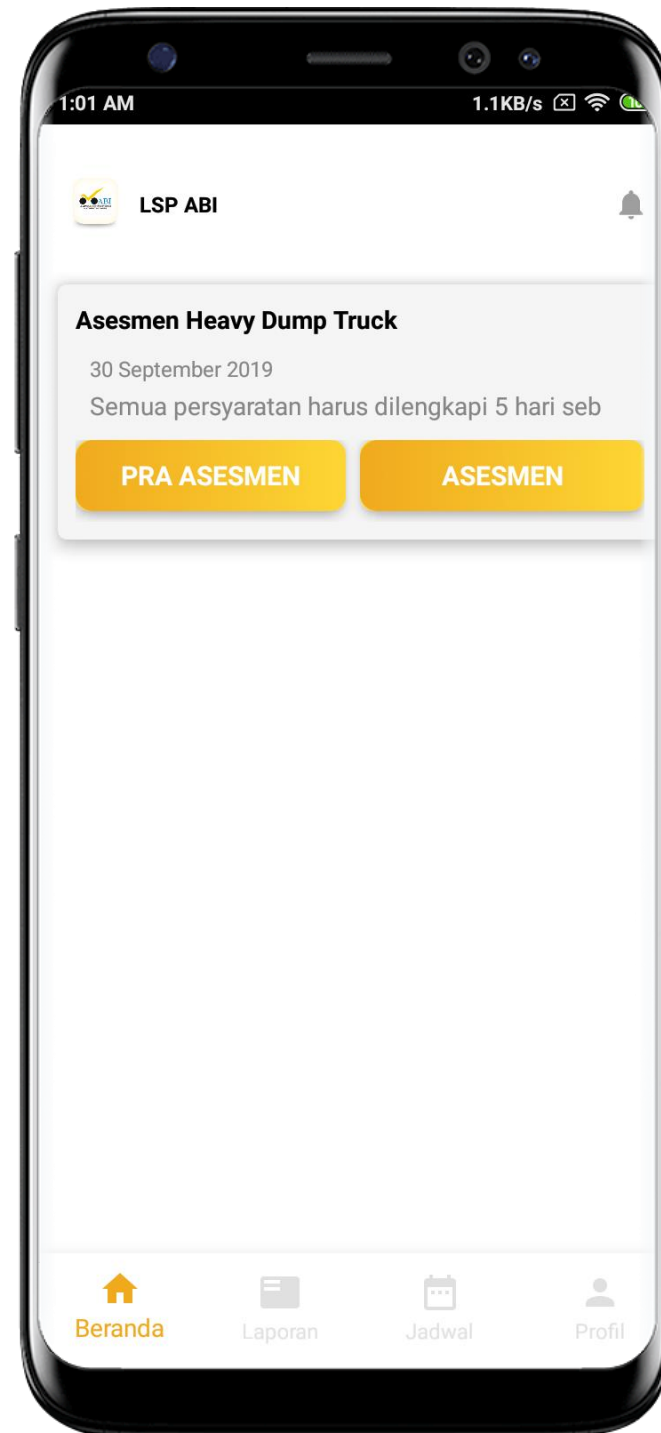 1:01 AM 1.1KB/s
ABI
LSP ABI
Asesmen Heavy Dump Truck
30 September 2019
Semua persyaratan harus dilengkapi 5 hari seb
PRA ASESMEN ASESMEN
Beranda Laporan Jadwal Profil